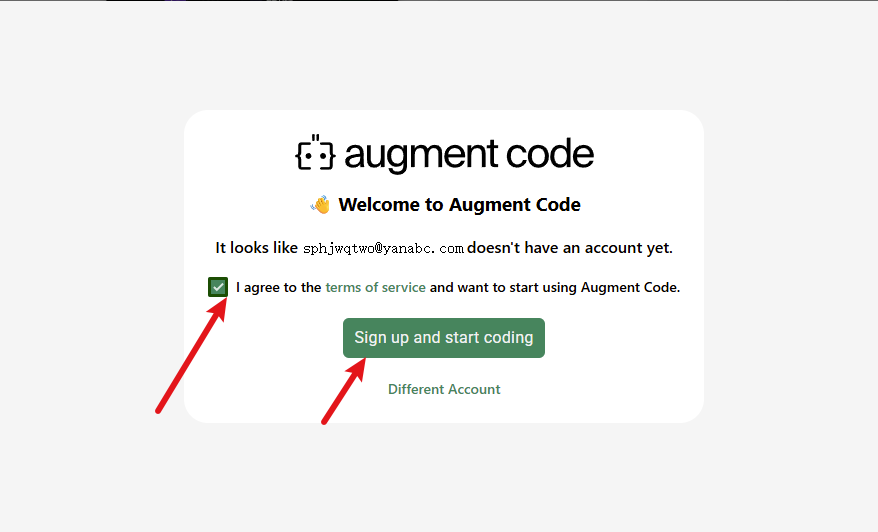 augment code
👋 Welcome to Augment Code
It looks like sphjwqtwo@yanabc.com doesn't have an account yet.
I agree to the terms of service and want to start using Augment Code.
Sign up and start coding
Different Account